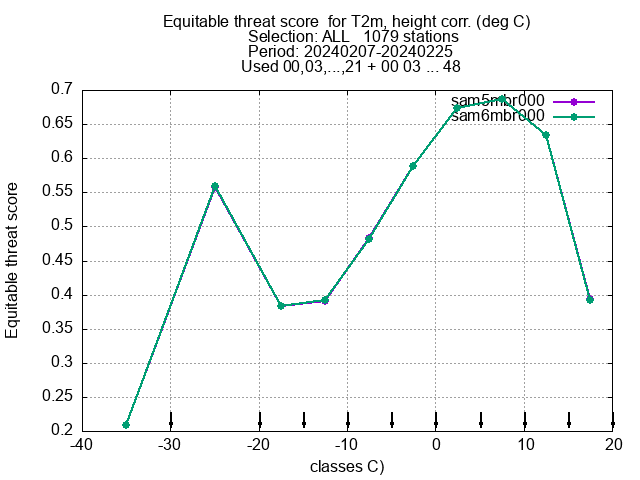 Equitable threat score  for T2m, height corr. (deg C)
Selection: ALL   1079 stations
Period: 20240207-20240225
Used 00,03,...,21 + 00 03 ... 48
sam5mbr000
sam6mbr000
0.7
0.65
0.6
0.55
0.5
0.45
0.4
0.35
0.3
0.25
0.2
Equitable threat score
-40 -30 -20 -10 0 10 20
classes C)